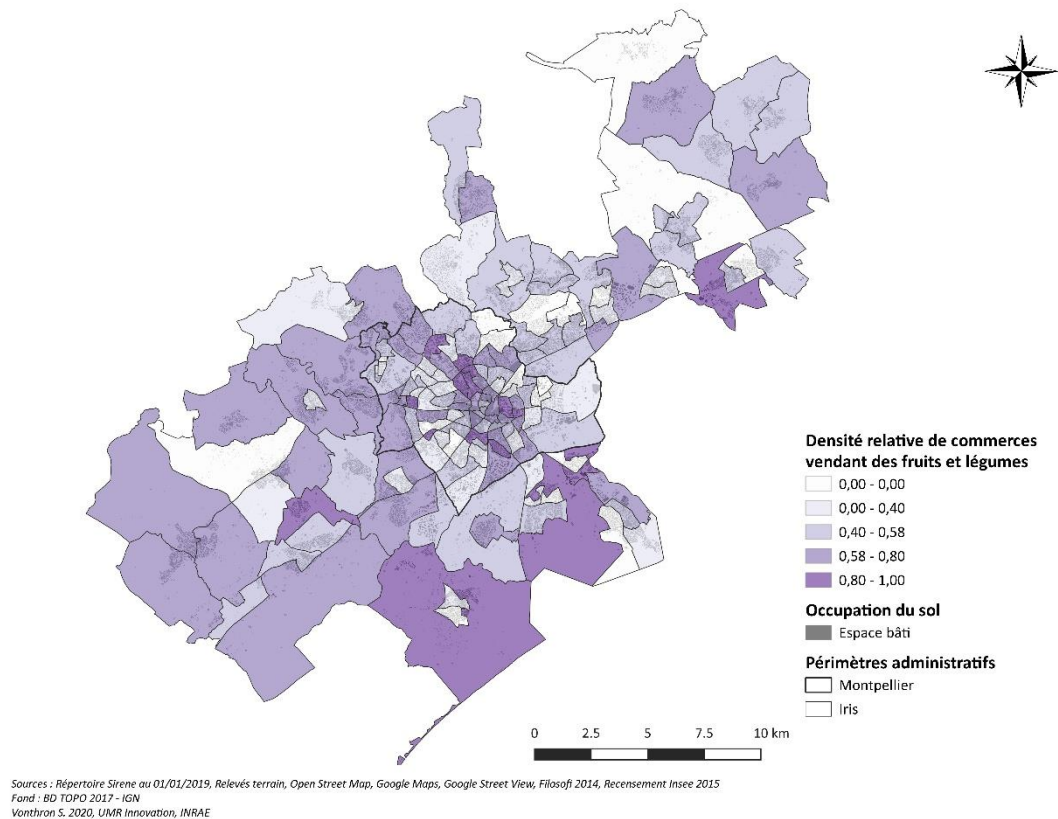 Densité relative de commerces
vendant des fruits et légumes
0,00 - 0,00
0,00 - 0,40
0,40 - 0,58
0,58 - 0,80
0,80 - 1,00
Occupation du sol
Espace bâti
Périmètres administratifs
Montpellier
Iris
0 2.5 5 7.5 10 km
Sources : Répertoire Sirene au 01/01/2019, Relevés terrain, Open Street Map, Google Maps, Google Street View, Filosofi 2014, Recensement Insee 2015
Fond : BD TOPO 2017 - IGN
Vonthron S. 2020, UMR Innovation, INRAE